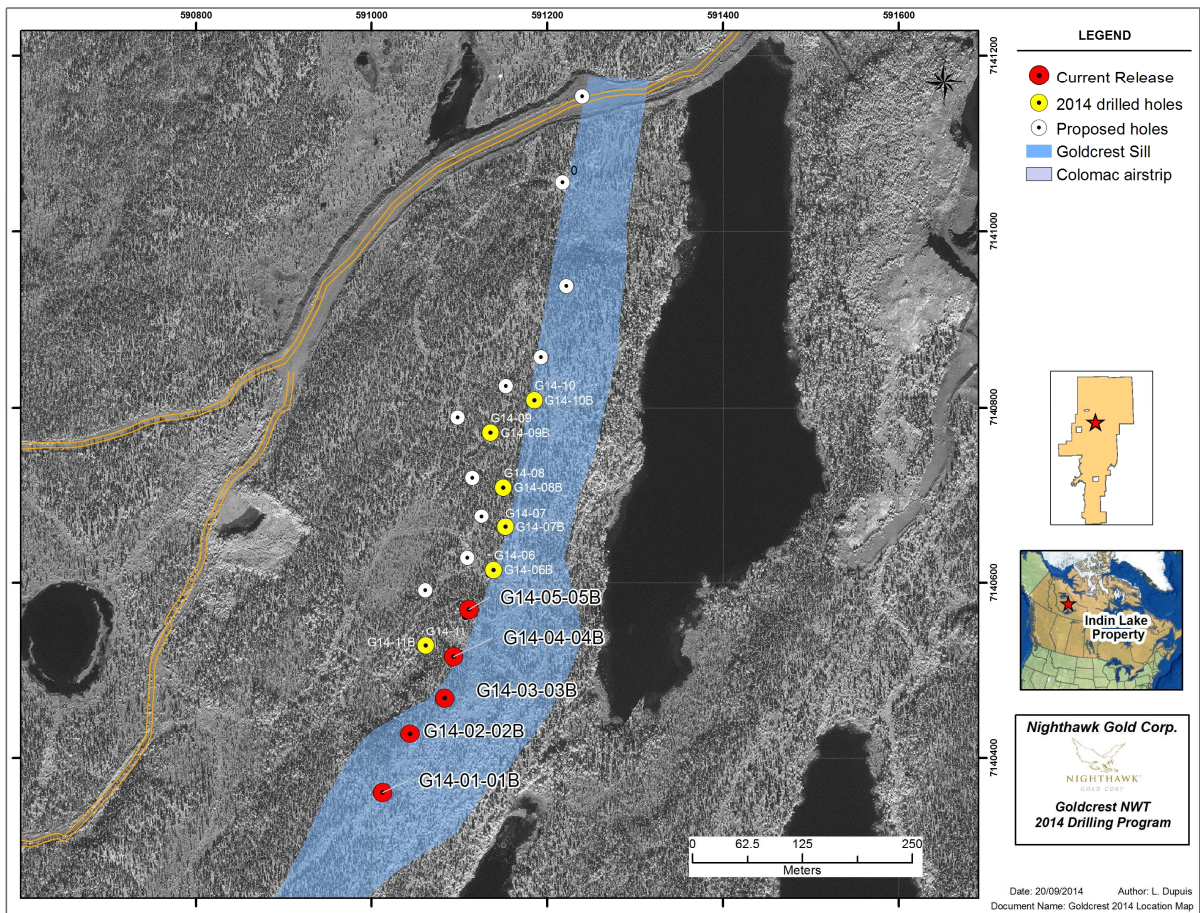 590800 591000 591200 591400 591600
7141200
7141000
7140800
7140600
7140400
0
G14-10
G14-10B
G14-09
G14-09B
G14-08
G14-08B
G14-07
G14-07B
G14-06
G14-06B
G14-05-05B
G14-11
G14-11B
G14-04-04B
G14-03-03B
G14-02-02B
G14-01-01B
0 62.5 125 250
Meters
LEGEND
Current Release
2014 drilled holes
Proposed holes
Goldcrest Sill
Colomac airstrip
Indin Lake
Property
Nighthawk Gold Corp.
NIGHTHAWK
GOLD CORP
Goldcrest NWT
2014 Drilling Program
Date: 20/09/2014 Author: L. Dupuis
Document Name: Goldcrest 2014 Location Map